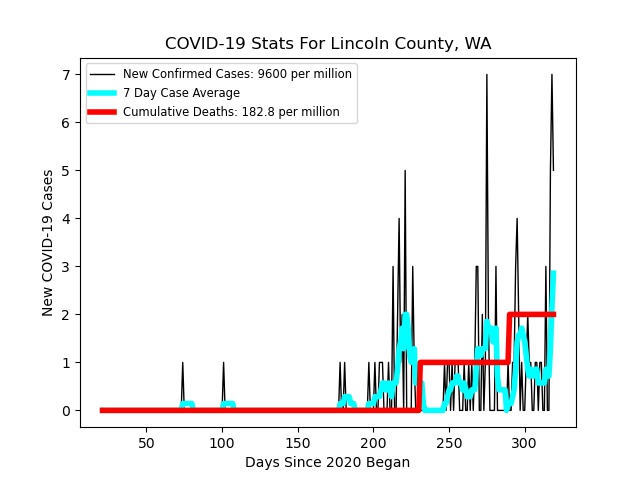 COVID-19 Stats For Lincoln County, WA
New Confirmed Cases: 9600 per million
7 Day Case Average
Cumulative Deaths: 182.8 per million
New COVID-19 Cases
7
6
5
4
3
2
1
0
50 100 150 200 250 300
Days Since 2020 Began